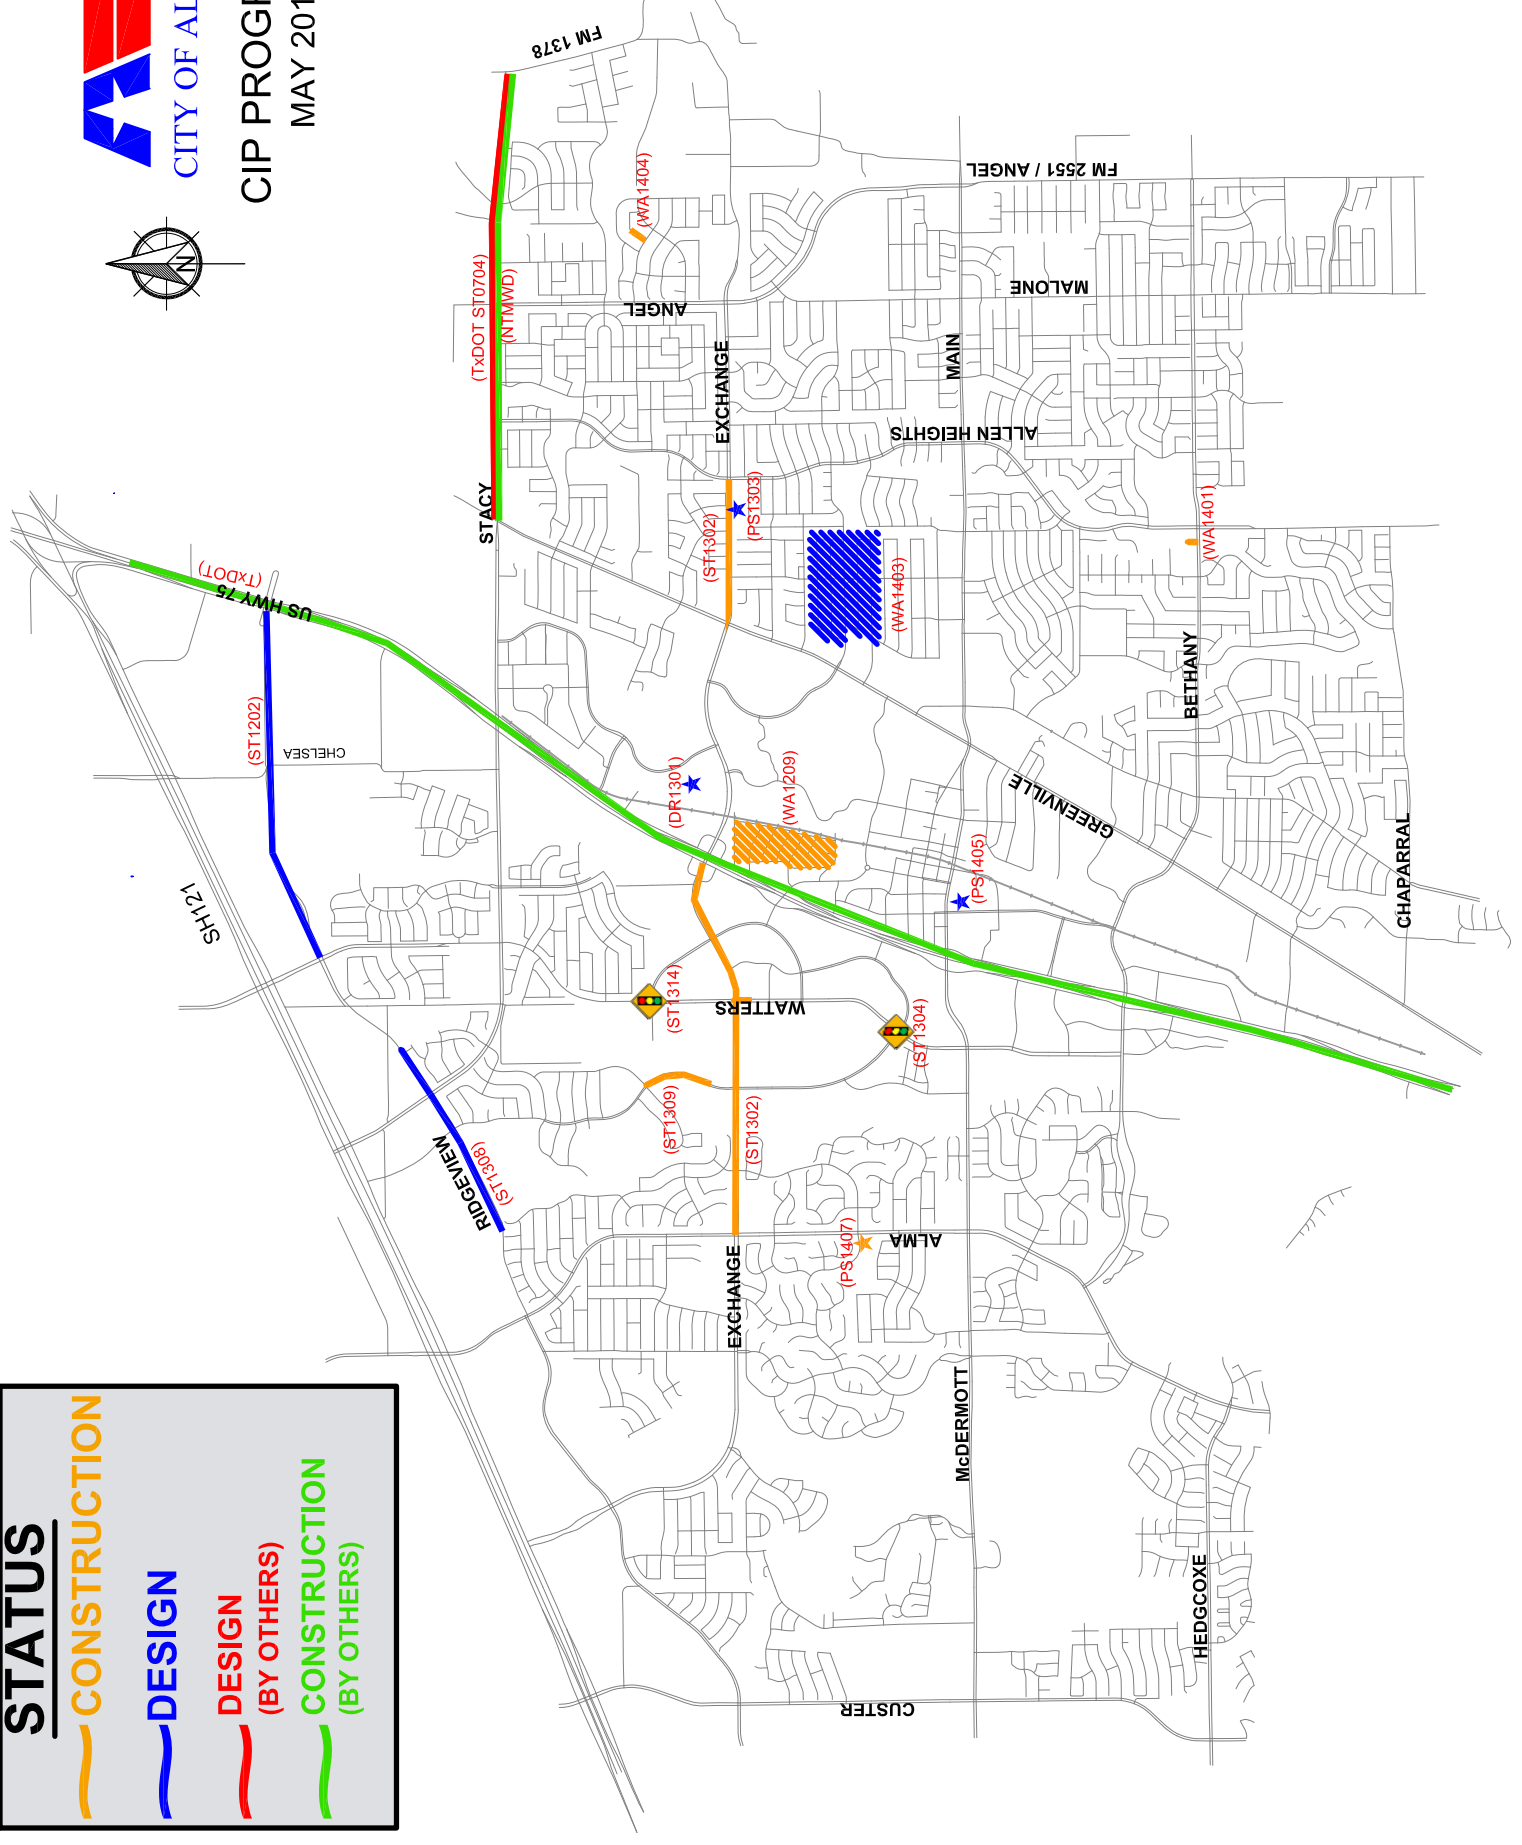 CITY OF AL
CIP PROGR
MAY 201
STATUS
CONSTRUCTION
DESIGN
DESIGN
(BY OTHERS)
CONSTRUCTION
(BY OTHERS)
N
FM 1378
(WA1404)
FM 2551 / ANGEL
(TxDOT ST0704)
(NTMWD)
ANGEL
MALONE
EXCHANGE
MAIN
ALLEN HEIGHTS
STACY
(ST1302)
(PS1303)
(WA1403)
(WA1401)
(TxDOT)
US HWY 75
BETHANY
(ST1202)
CHELSEA
(DR1301)
(WA1209)
GREENVILLE
CHAPARRAL
(PS1405)
SH121
(ST1314)
WATTERS
(ST1304)
(ST1309)
(ST1302)
RIDGEVIEW
(ST1308)
(PS1407)
ALMA
EXCHANGE
McDERMOTT
HEDGCOXE
CUSTER